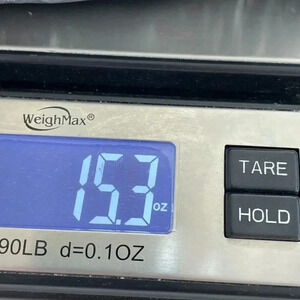 WeighMax®
15.3 oz
TARE
HOLD
90LB d=0.1OZ